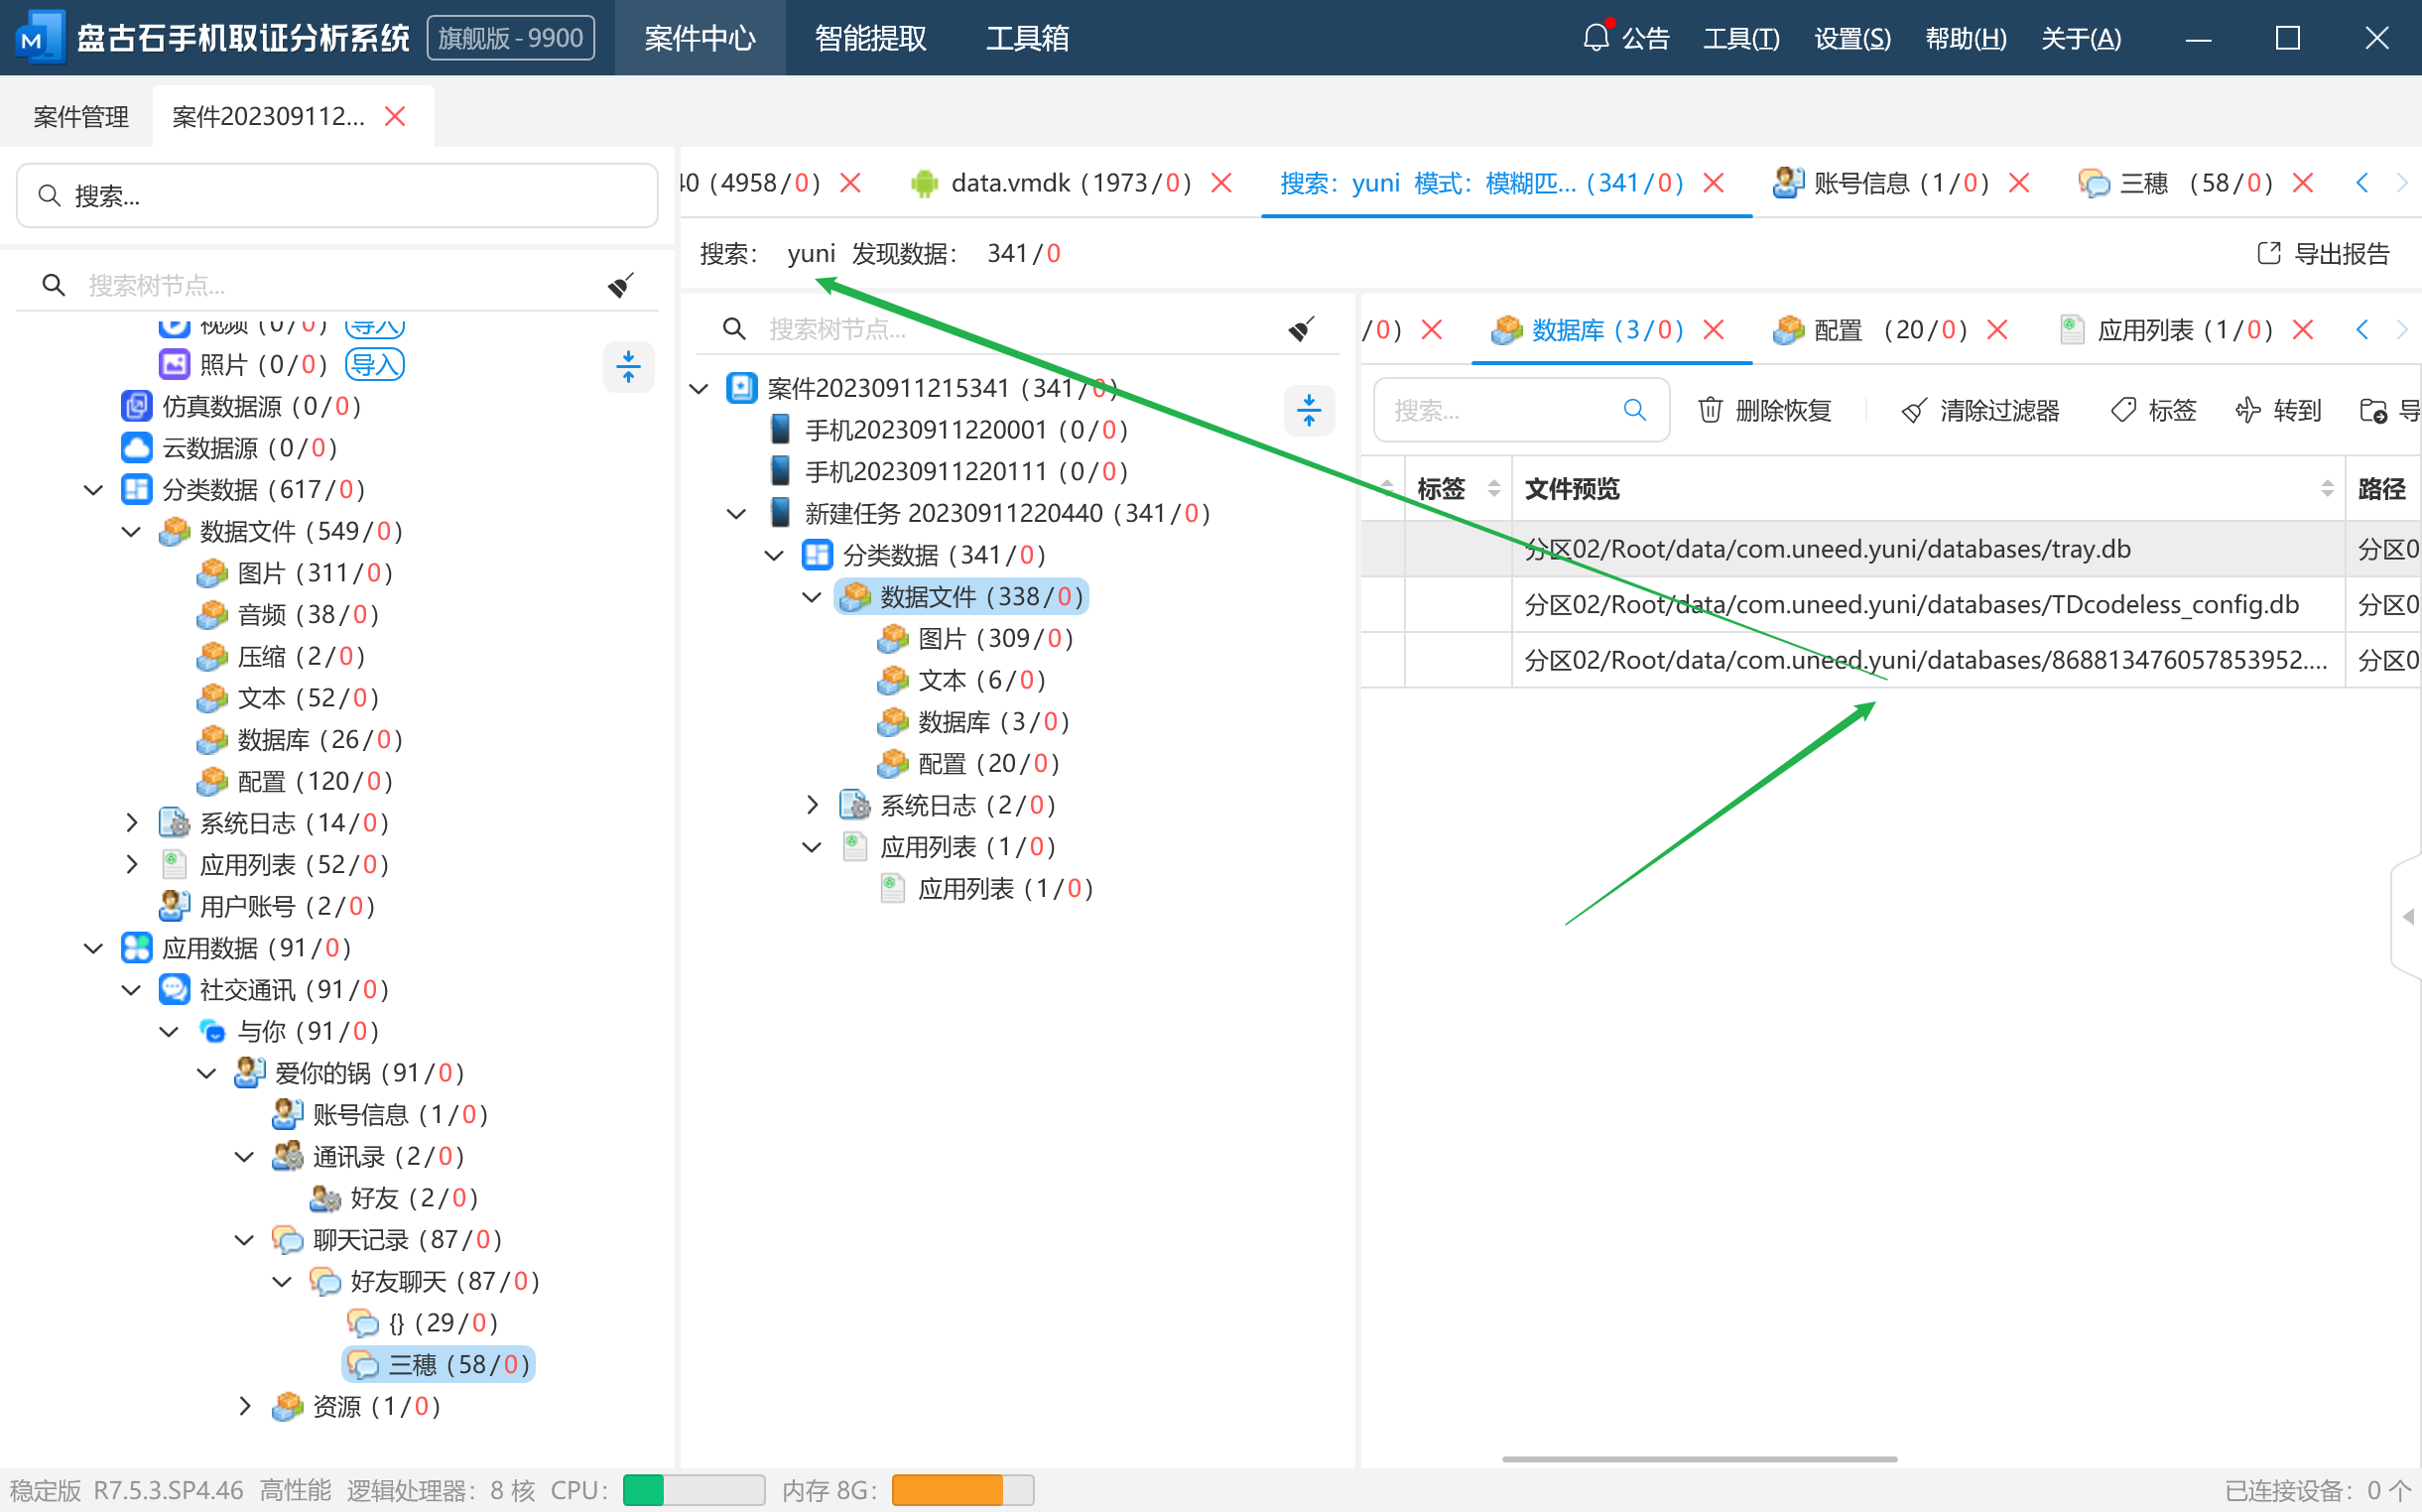 盘古石手机取证分析系统 旗舰版 - 9900 案件中心 智能提取 工具箱 公告 工具(T) 设置(S) 帮助(H) 关于(A)
案件管理 案件202309112...
搜索...
搜索树节点...
视频 (0/0) 导入
照片 (0/0) 导入
仿真数据源 (0/0)
云数据源 (0/0)
分类数据 (617/0)
数据文件 (549/0)
图片 (311/0)
音频 (38/0)
压缩 (2/0)
文本 (52/0)
数据库 (26/0)
配置 (120/0)
系统日志 (14/0)
应用列表 (52/0)
用户账号 (2/0)
应用数据 (91/0)
社交通讯 (91/0)
与你 (91/0)
爱你的锅 (91/0)
账号信息 (1/0)
通讯录 (2/0)
好友 (2/0)
聊天记录 (87/0)
好友聊天 (87/0)
{} (29/0)
三穗 (58/0)
资源 (1/0)
40 (4958/0) data.vmdk (1973/0) 搜索：yuni 模式：模糊匹... (341/0) 账号信息 (1/0) 三穗 (58/0)
搜索： yuni 发现数据： 341/0 导出报告
搜索树节点...
案件20230911215341 (341/0)
手机20230911220001 (0/0)
手机20230911220111 (0/0)
新建任务 20230911220440 (341/0)
分类数据 (341/0)
数据文件 (338/0)
图片 (309/0)
文本 (6/0)
数据库 (3/0)
配置 (20/0)
系统日志 (2/0)
应用列表 (1/0)
应用列表 (1/0)
/0) 数据库 (3/0) 配置 (20/0) 应用列表 (1/0)
搜索... 删除恢复 清除过滤器 标签 转到 导
标签 文件预览 路径
分区02/Root/data/com.uneed.yuni/databases/tray.db 分区0
分区02/Root/data/com.uneed.yuni/databases/TDcodeless_config.db 分区0
分区02/Root/data/com.uneed.yuni/databases/868813476057853952.... 分区0
稳定版 R7.5.3.SP4.46 高性能 逻辑处理器：8 核 CPU： 内存 8G： 已连接设备：0 个